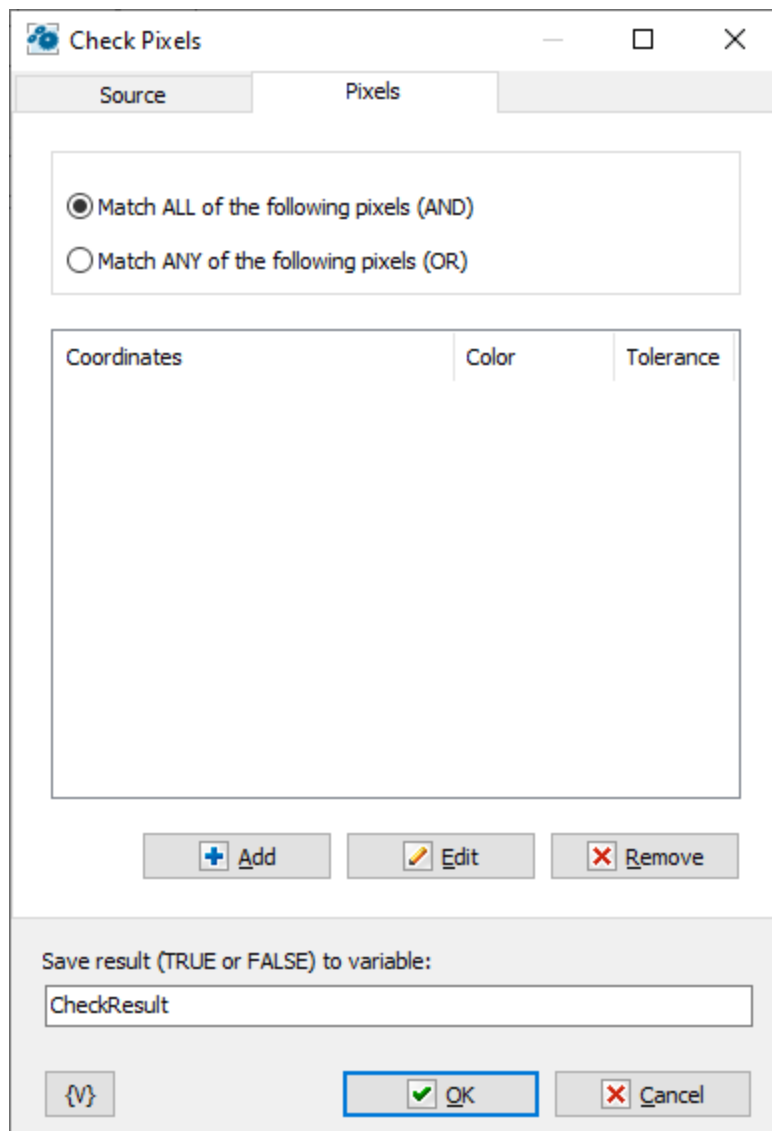 Check Pixels
Source Pixels
Match ALL of the following pixels (AND)
Match ANY of the following pixels (OR)
Coordinates Color Tolerance
Add Edit Remove
Save result (TRUE or FALSE) to variable:
CheckResult
{V} OK Cancel